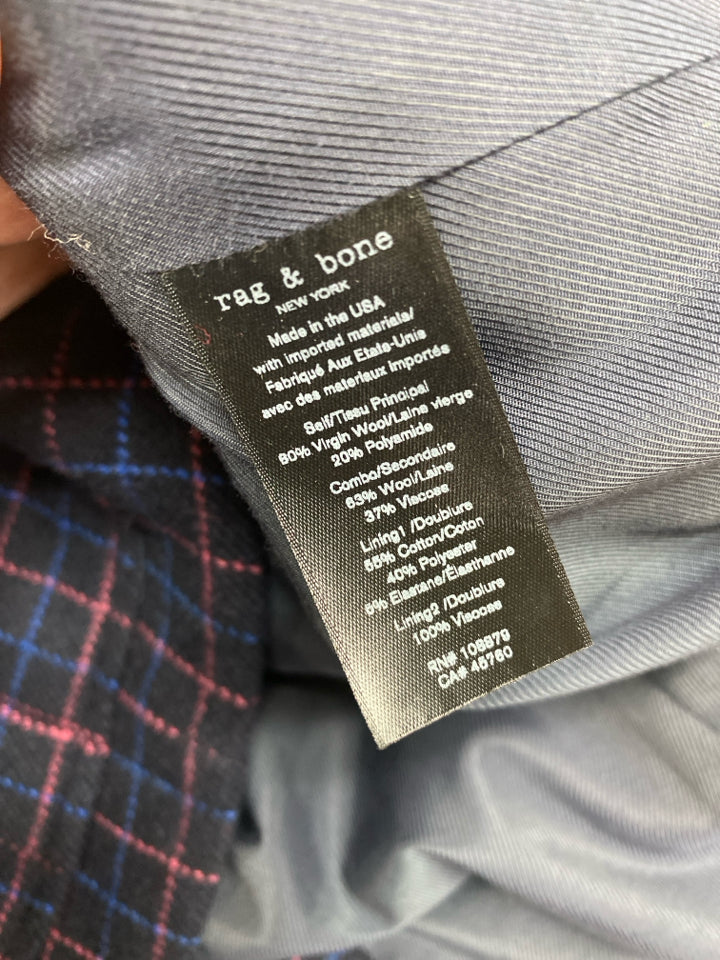 rag & bone
NEW YORK
Made in the USA
with imported materials/
Fabriqué Aux Etats-Unis
avec des materiaux importés
Self/Tissu Principal
80% Virgin Wool/Laine vierge
20% Polyamide
Combo/Secondaire
63% Wool/Laine
37% Viscose
Lining1 /Doublure
55% Cotton/Coton
40% Polyester
5% Elastane/Élasthanne
Lining2 /Doublure
100% Viscose
RN# 108879
CA# 45760